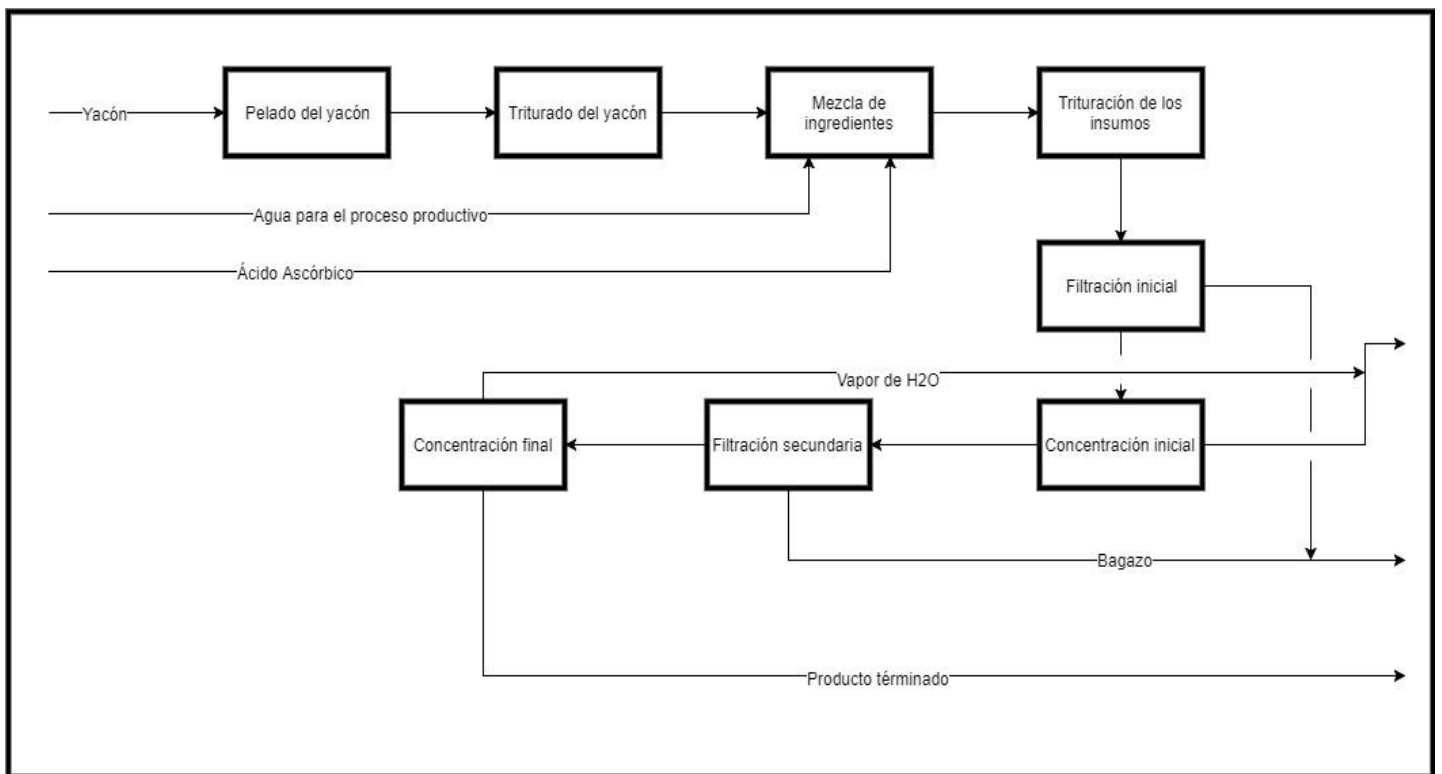 Yacón
Pelado del yacón
Triturado del yacón
Mezcla de
ingredientes
Trituración de los
insumos
Agua para el proceso productivo
Ácido Ascórbico
Filtración inicial
Vapor de H2O
Concentración final
Filtración secundaria
Concentración inicial
Bagazo
Producto términado